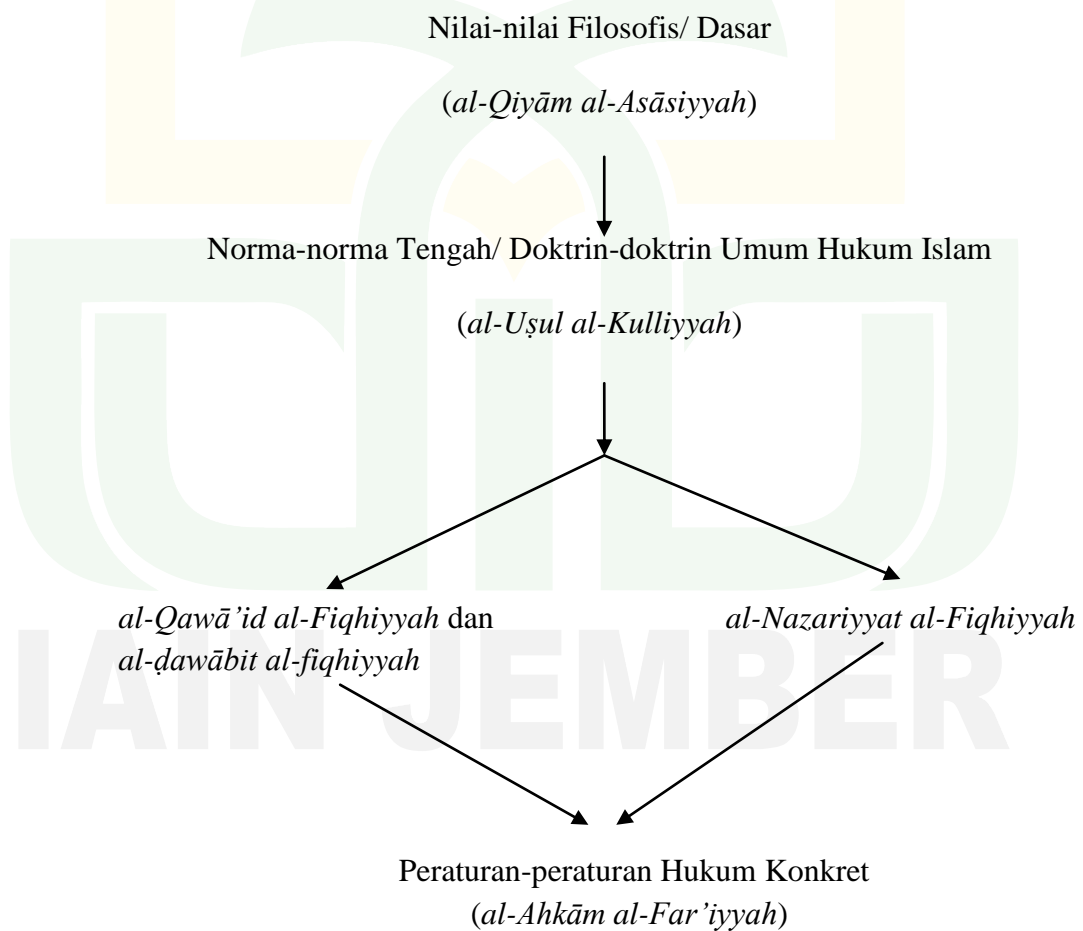 Nilai-nilai Filosofis/ Dasar
(al-Qiyām al-Asāsiyyah)
Norma-norma Tengah/ Doktrin-doktrin Umum Hukum Islam
(al-Uṣul al-Kulliyyah)
al-Qawā’id al-Fiqhiyyah dan
al-ḍawābit al-fiqhiyyah
al-Nazariyyat al-Fiqhiyyah
IAIN JEMBER
Peraturan-peraturan Hukum Konkret
(al-Ahkām al-Far’iyyah)